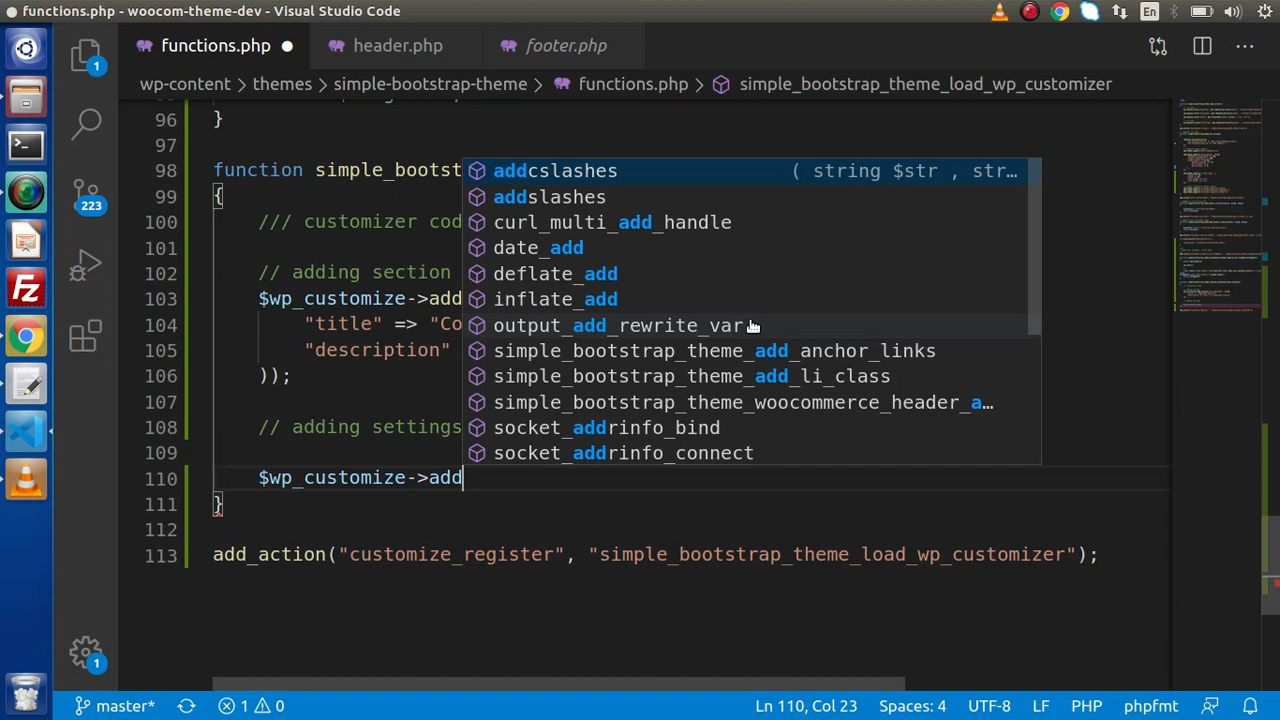 functions.php - woocom-theme-dev - Visual Studio Code
En
functions.php
header.php
footer.php
wp-content
themes
simple-bootstrap-theme
functions.php
simple_bootstrap_theme_load_wp_customizer
1
223
1
96 }
97
98 function simple_bootst
99 {
100 /// customizer cod
101
102 // adding section
103 $wp_customize->add
104 "title" => "Co
105 "description"
106 ));
107
108 // adding settings
109
110 $wp_customize->add
111 }
112
113 add_action("customize_register", "simple_bootstrap_theme_load_wp_customizer");
addcslashes ( string $str , str…
addslashes
curl_multi_add_handle
date_add
deflate_add
inflate_add
output_add_rewrite_var
simple_bootstrap_theme_add_anchor_links
simple_bootstrap_theme_add_li_class
simple_bootstrap_theme_woocommerce_header_a…
socket_addrinfo_bind
socket_addrinfo_connect
master*
1
0
Ln 110, Col 23
Spaces: 4
UTF-8
LF
PHP
phpfmt